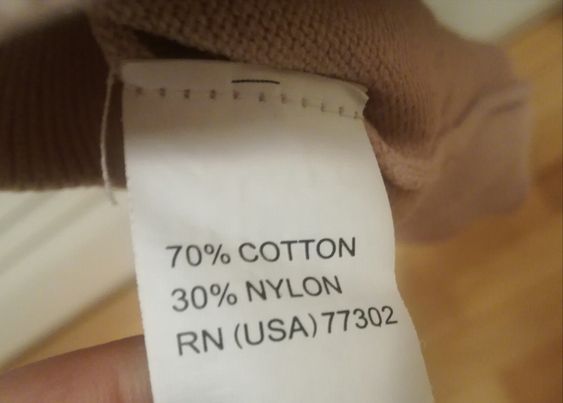 70% COTTON
30% NYLON
RN (USA) 77302